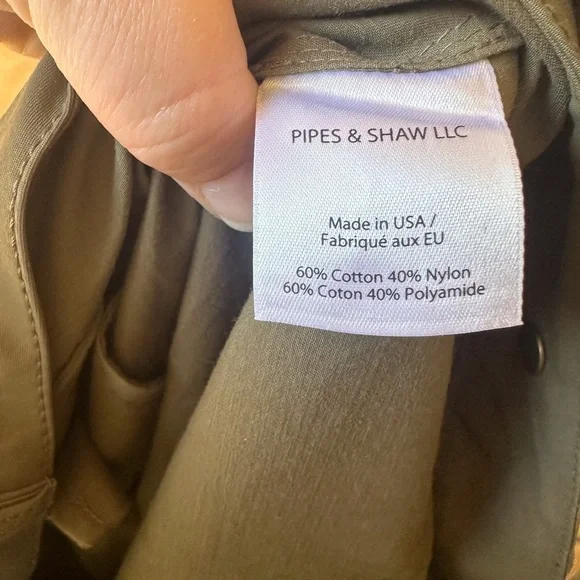 PIPES & SHAW LLC
Made in USA /
Fabriqué aux EU
60% Cotton 40% Nylon
60% Coton 40% Polyamide